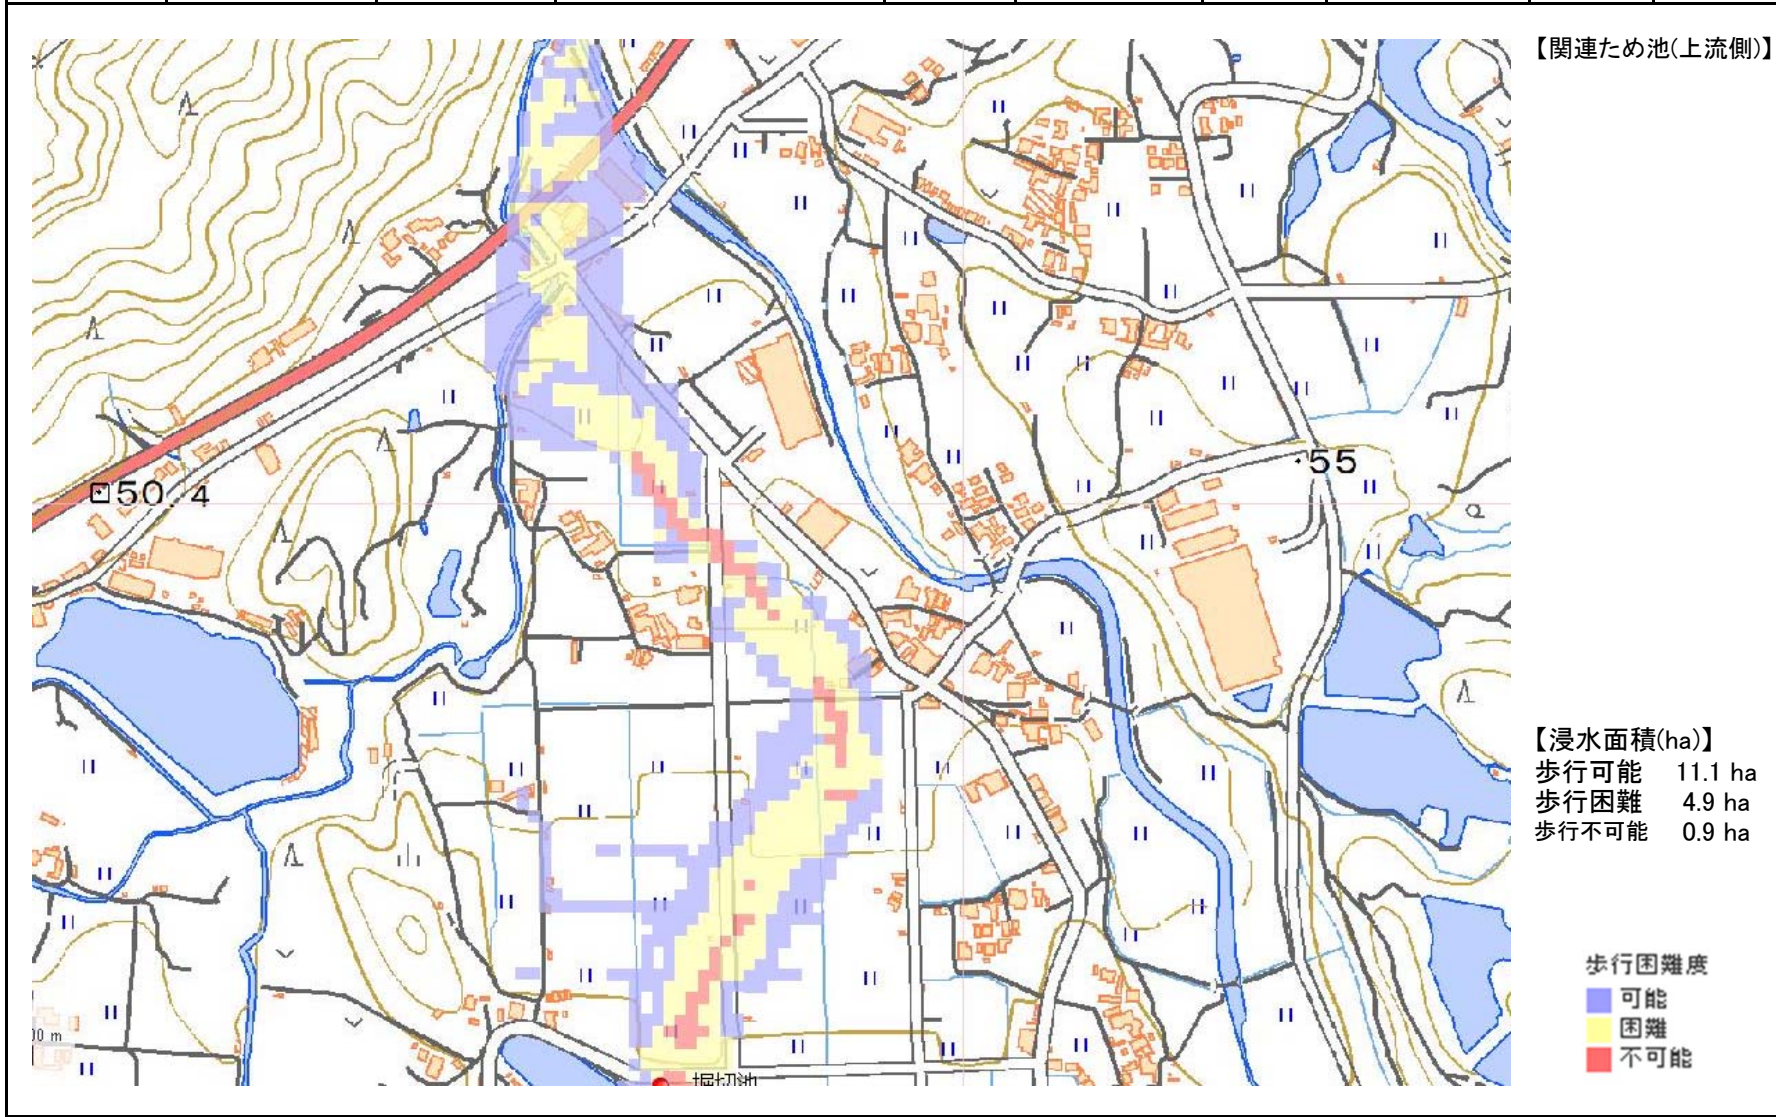 【関連ため池(上流側)】
50.4
55
【浸水面積(ha)】
歩行可能 11.1 ha
歩行困難 4.9 ha
歩行不可能 0.9 ha
歩行困難度
可能
困難
不可能